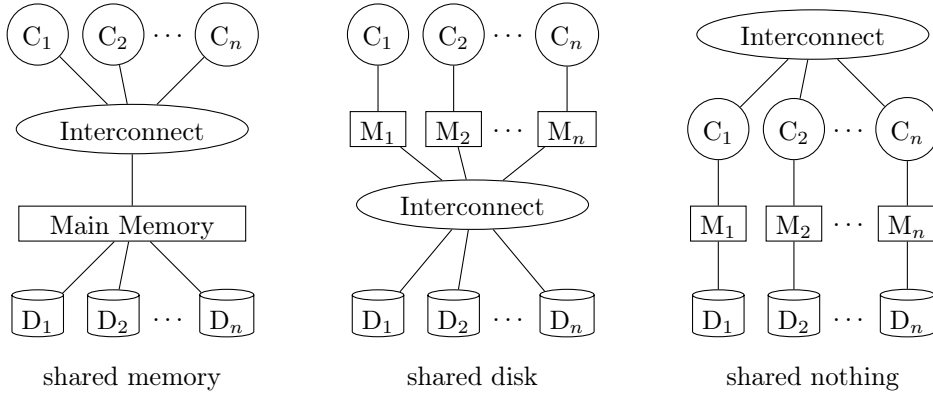 C₁ C₂ ··· Cₙ
Interconnect
Main Memory
D₁ D₂ ··· Dₙ
shared memory
C₁ C₂ ··· Cₙ
M₁ M₂ ··· Mₙ
Interconnect
D₁ D₂ ··· Dₙ
shared disk
Interconnect
C₁ C₂ ··· Cₙ
M₁ M₂ ··· Mₙ
D₁ D₂ ··· Dₙ
shared nothing